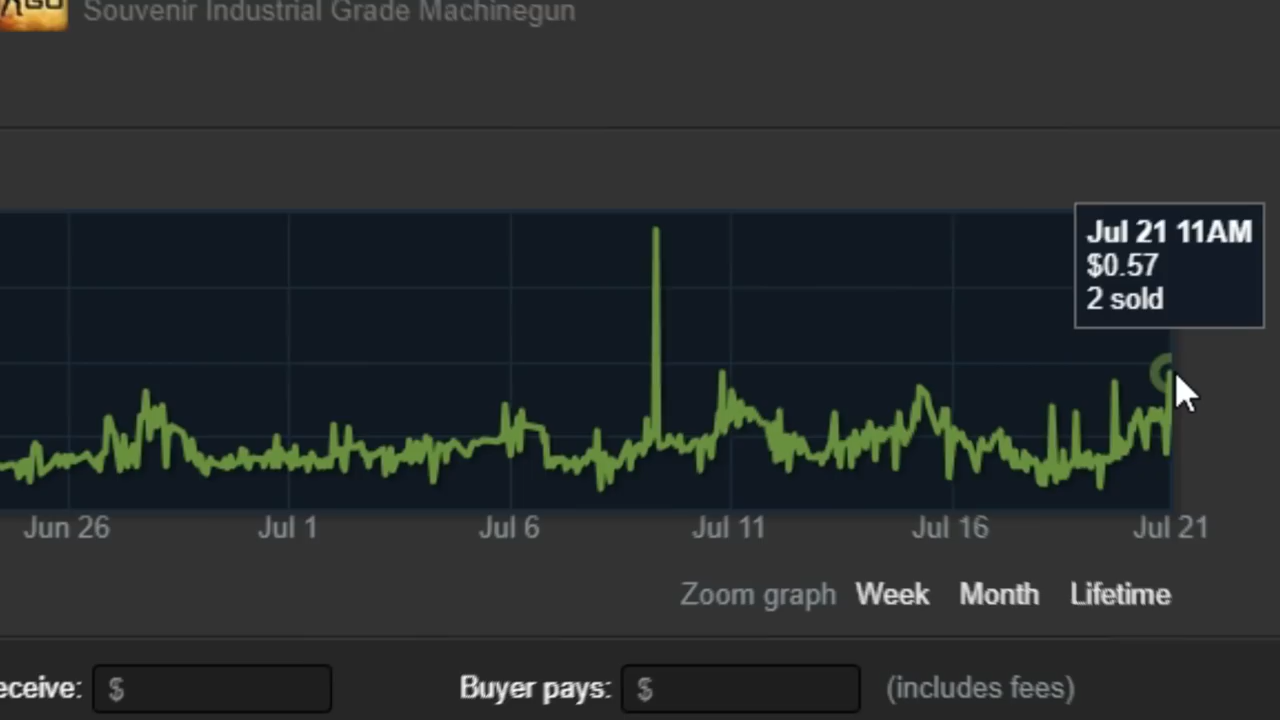 Souvenir Industrial Grade Machinegun
Jul 21 11AM
$0.57
2 sold
Jun 26 Jul 1 Jul 6 Jul 11 Jul 16 Jul 21
Zoom graph Week Month Lifetime
eceive: $ Buyer pays: $ (includes fees)